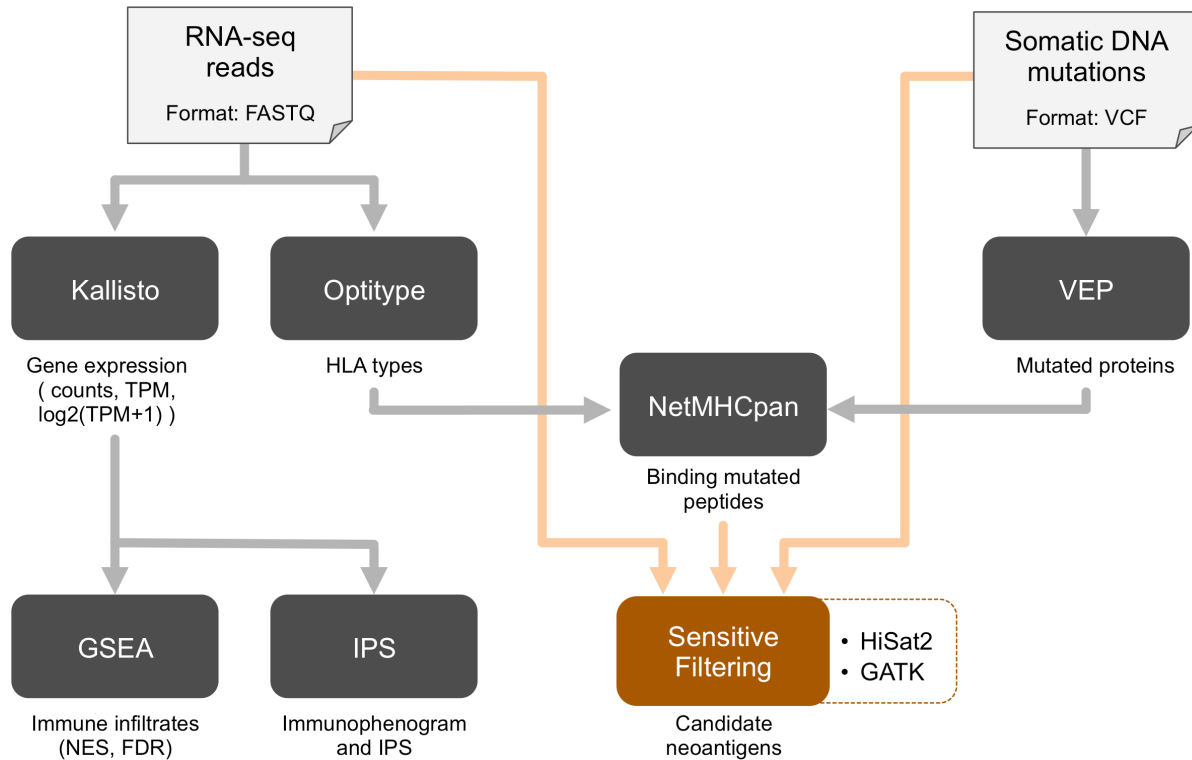 RNA-seq
reads
Format: FASTQ
Somatic DNA
mutations
Format: VCF
Kallisto
Optitype
VEP
Gene expression
( counts, TPM,
log2(TPM+1) )
HLA types
Mutated proteins
NetMHCpan
Binding mutated
peptides
GSEA
IPS
Sensitive
Filtering
• HiSat2
• GATK
Immune infiltrates
(NES, FDR)
Immunophenogram
and IPS
Candidate
neoantigens